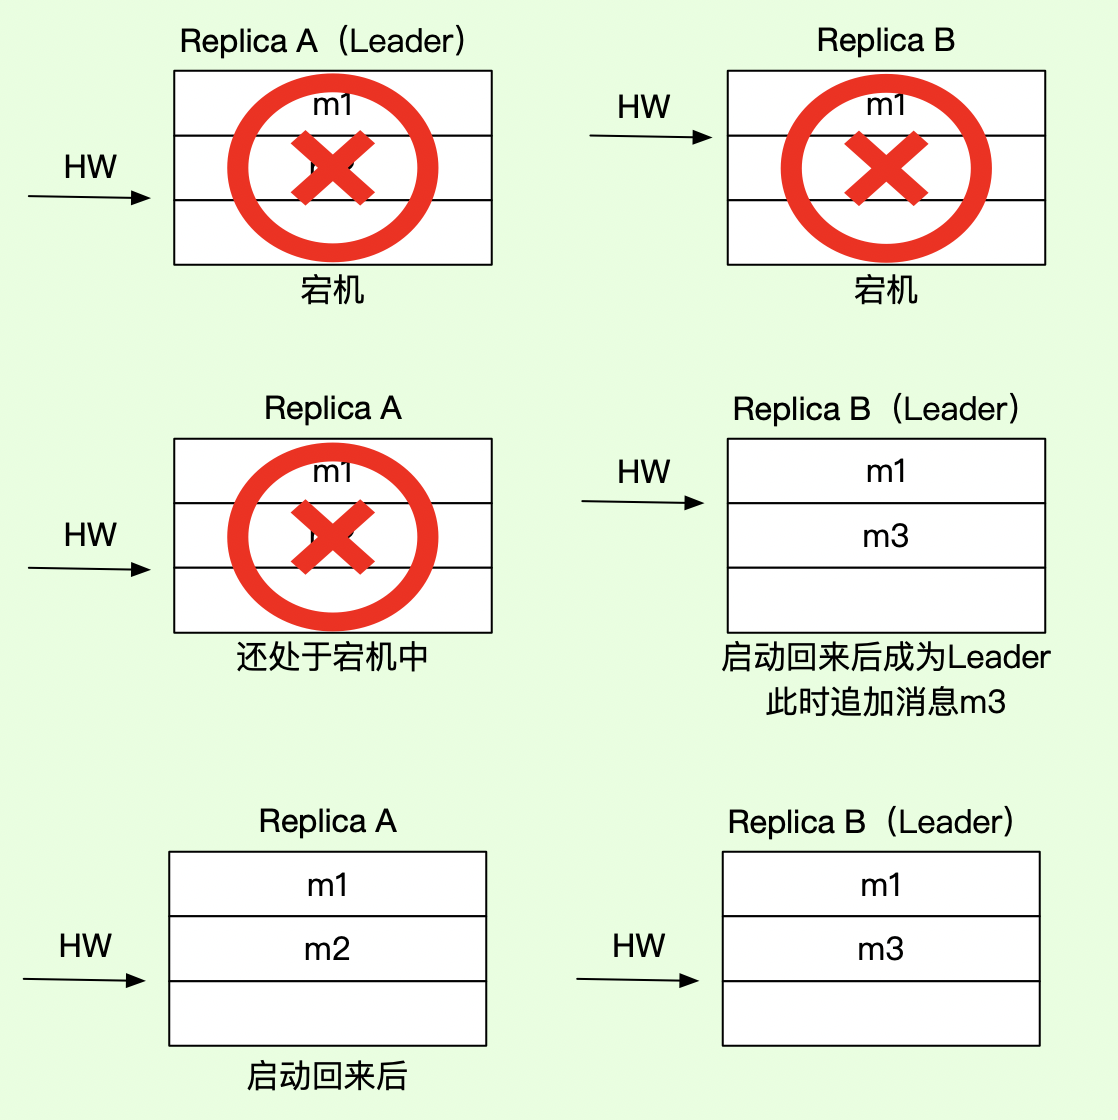 Replica A（Leader）
Replica B
HW
m1
HW
m1
宕机
宕机
Replica A
Replica B（Leader）
HW
m1
HW
m1
m3
还处于宕机中
启动回来后成为Leader
此时追加消息m3
Replica A
Replica B（Leader）
HW
m1
m2
HW
m1
m3
启动回来后